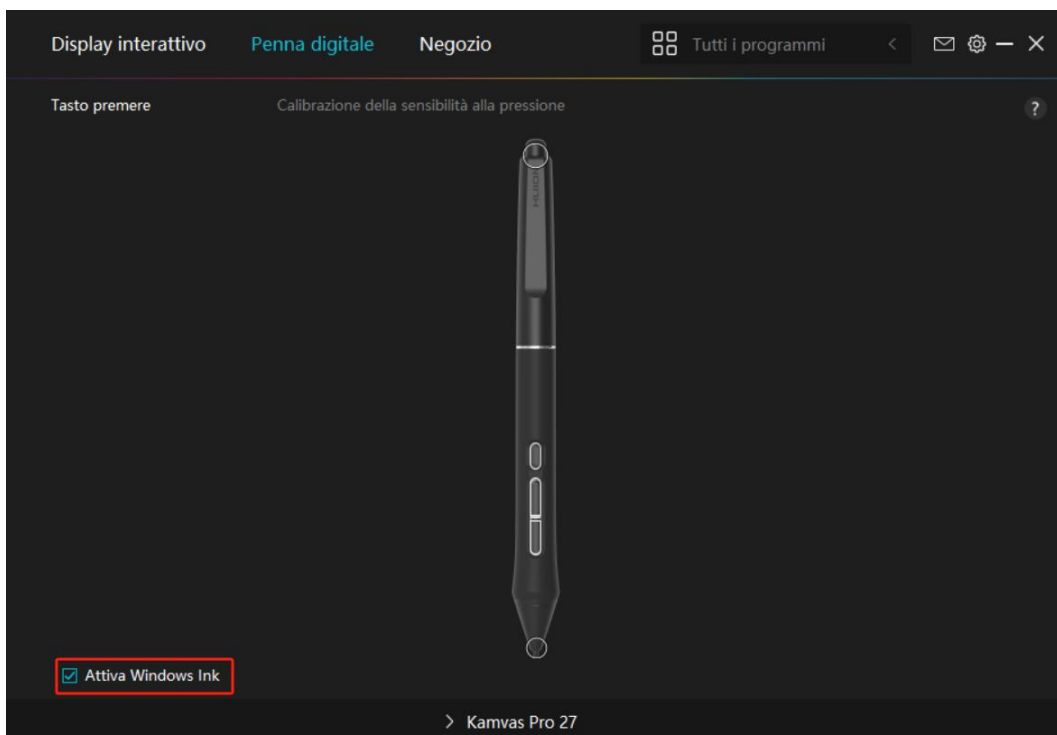 Display interattivo Penna digitale Negozio Tutti i programmi
Tasto premere Calibrazione della sensibilità alla pressione ?
HUION
Attiva Windows Ink
Kamvas Pro 27